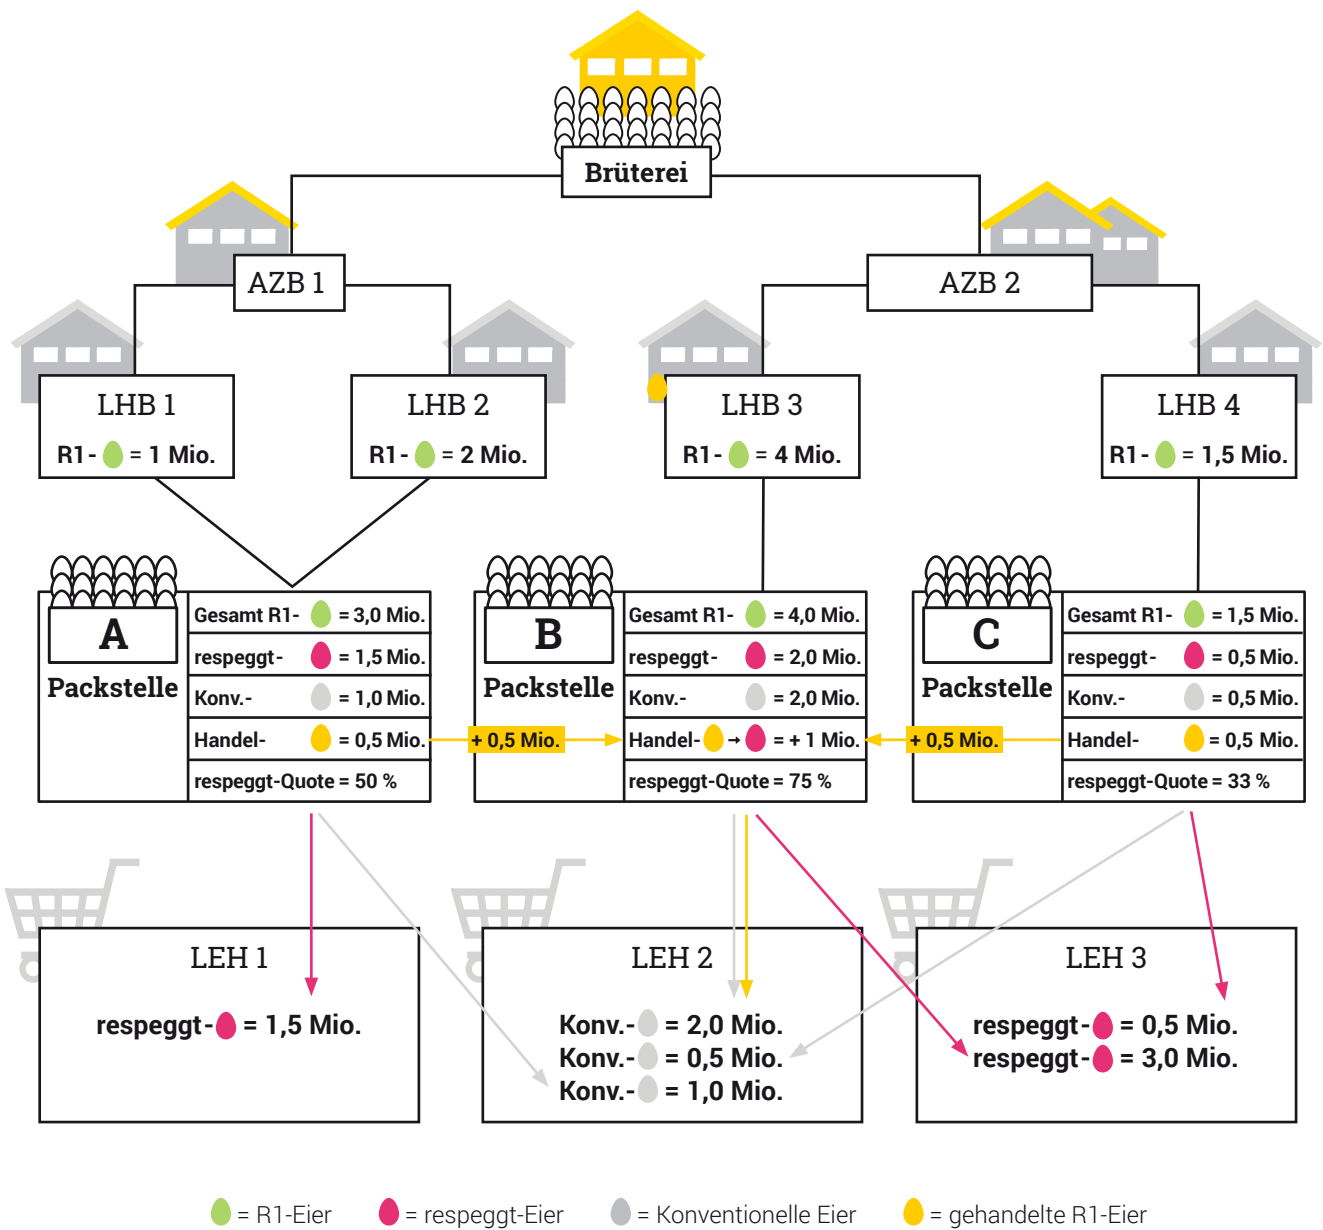 Brüterei
AZB 1
AZB 2
LHB 1
R1- = 1 Mio.
LHB 2
R1- = 2 Mio.
LHB 3
R1- = 4 Mio.
LHB 4
R1- = 1,5 Mio.
A
Packstelle
Gesamt R1- = 3,0 Mio.
respeggt- = 1,5 Mio.
Konv.- = 1,0 Mio.
Handel- = 0,5 Mio.
respeggt-Quote = 50 %
+ 0,5 Mio.
B
Packstelle
Gesamt R1- = 4,0 Mio.
respeggt- = 2,0 Mio.
Konv.- = 2,0 Mio.
Handel- → = + 1 Mio.
respeggt-Quote = 75 %
+ 0,5 Mio.
C
Packstelle
Gesamt R1- = 1,5 Mio.
respeggt- = 0,5 Mio.
Konv.- = 0,5 Mio.
Handel- = 0,5 Mio.
respeggt-Quote = 33 %
LEH 1
respeggt- = 1,5 Mio.
LEH 2
Konv.- = 2,0 Mio.
Konv.- = 0,5 Mio.
Konv.- = 1,0 Mio.
LEH 3
respeggt- = 0,5 Mio.
respeggt- = 3,0 Mio.
= R1-Eier
= respeggt-Eier
= Konventionelle Eier
= gehandelte R1-Eier